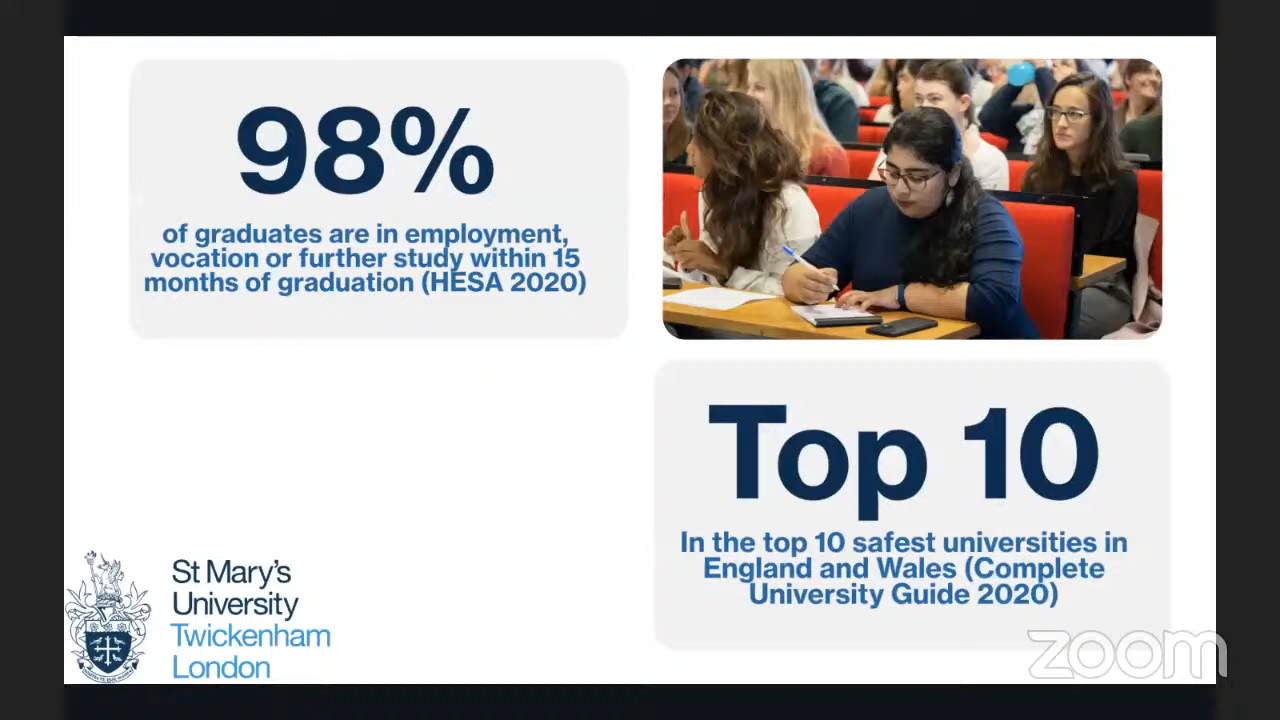 98%
of graduates are in employment,
vocation or further study within 15
months of graduation (HESA 2020)
Top 10
In the top 10 safest universities in
England and Wales (Complete
University Guide 2020)
St Mary's
University
Twickenham
London
zoom